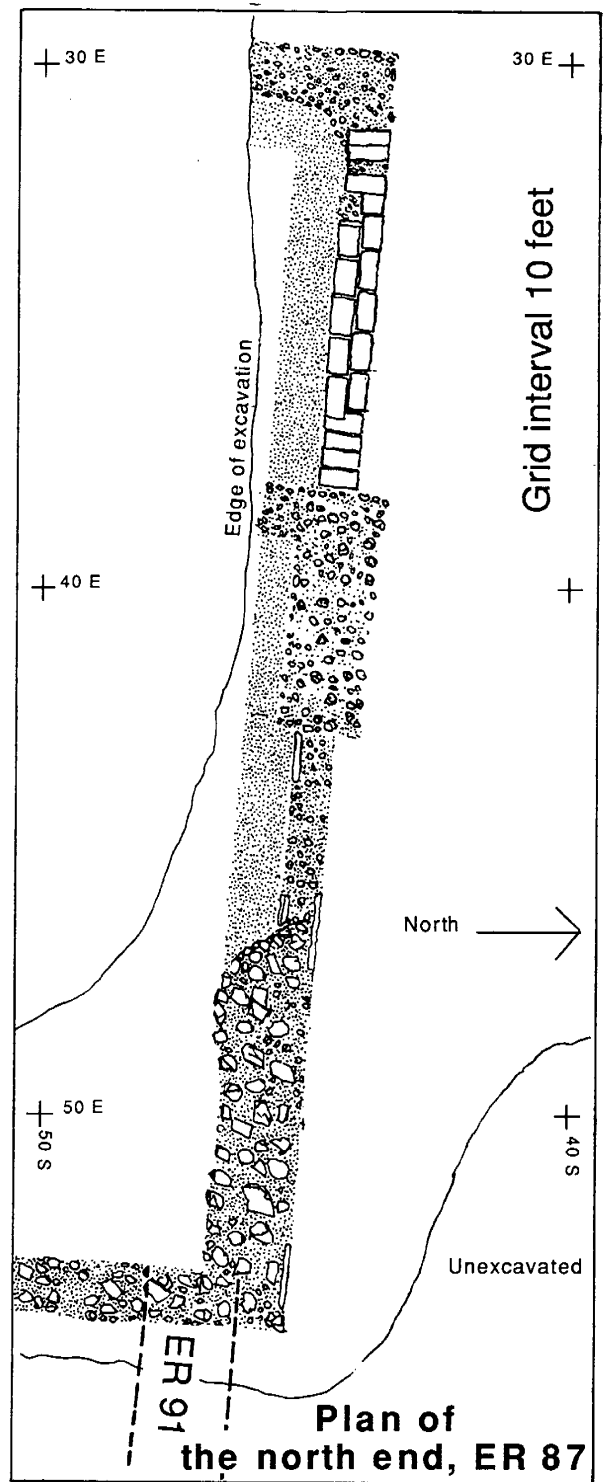 30 E
30 E
Grid interval 10 feet
Edge of excavation
40 E
North
50 E
50 S
40 S
Unexcavated
ER 91
Plan of
the north end, ER 87